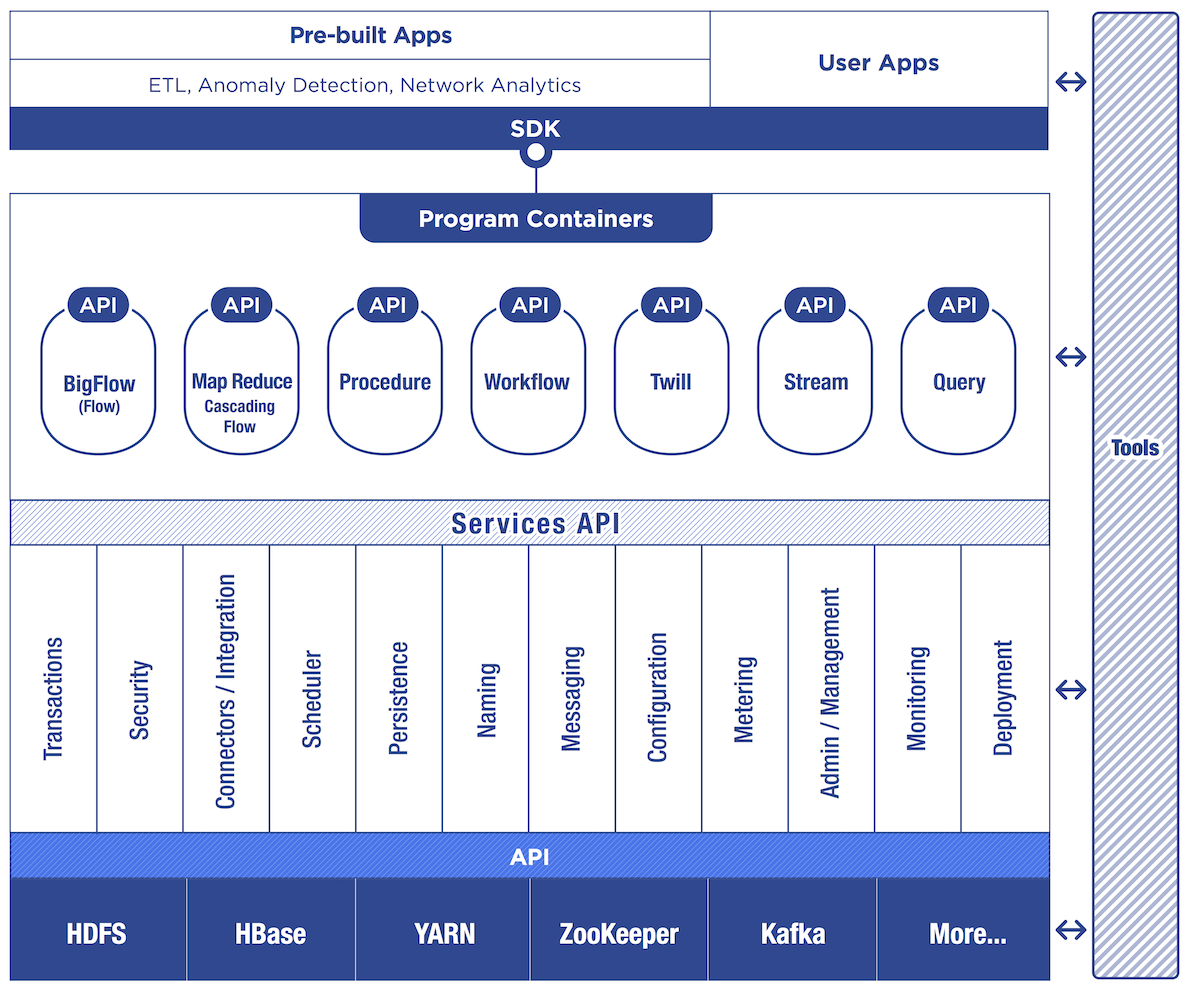 Pre-built Apps
User Apps
ETL, Anomaly Detection, Network Analytics
SDK
Program Containers
API
API
API
API
API
API
API
BigFlow
(Flow)
Map Reduce
Cascading
Flow
Procedure
Workflow
Twill
Stream
Query
Tools
Services API
Transactions
Security
Connectors / Integration
Scheduler
Persistence
Naming
Messaging
Configuration
Metering
Admin / Management
Monitoring
Deployment
API
HDFS
HBase
YARN
ZooKeeper
Kafka
More...